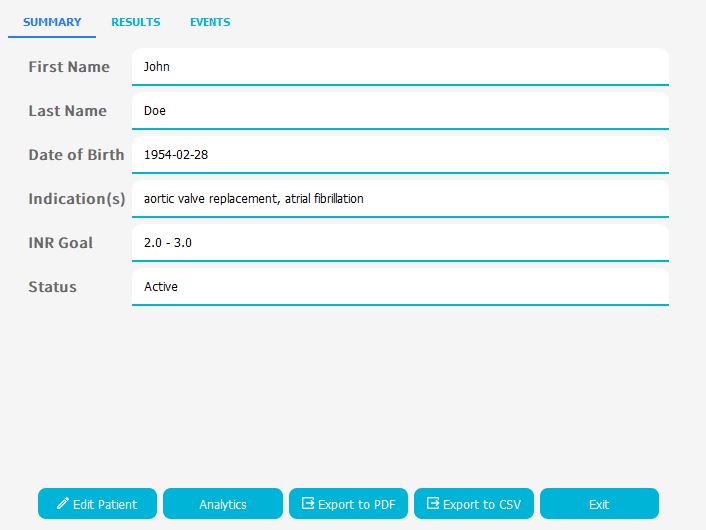 SUMMARY RESULTS EVENTS
First Name John
Last Name Doe
Date of Birth 1954-02-28
Indication(s) aortic valve replacement, atrial fibrillation
INR Goal 2.0 - 3.0
Status Active
Edit Patient Analytics Export to PDF Export to CSV Exit